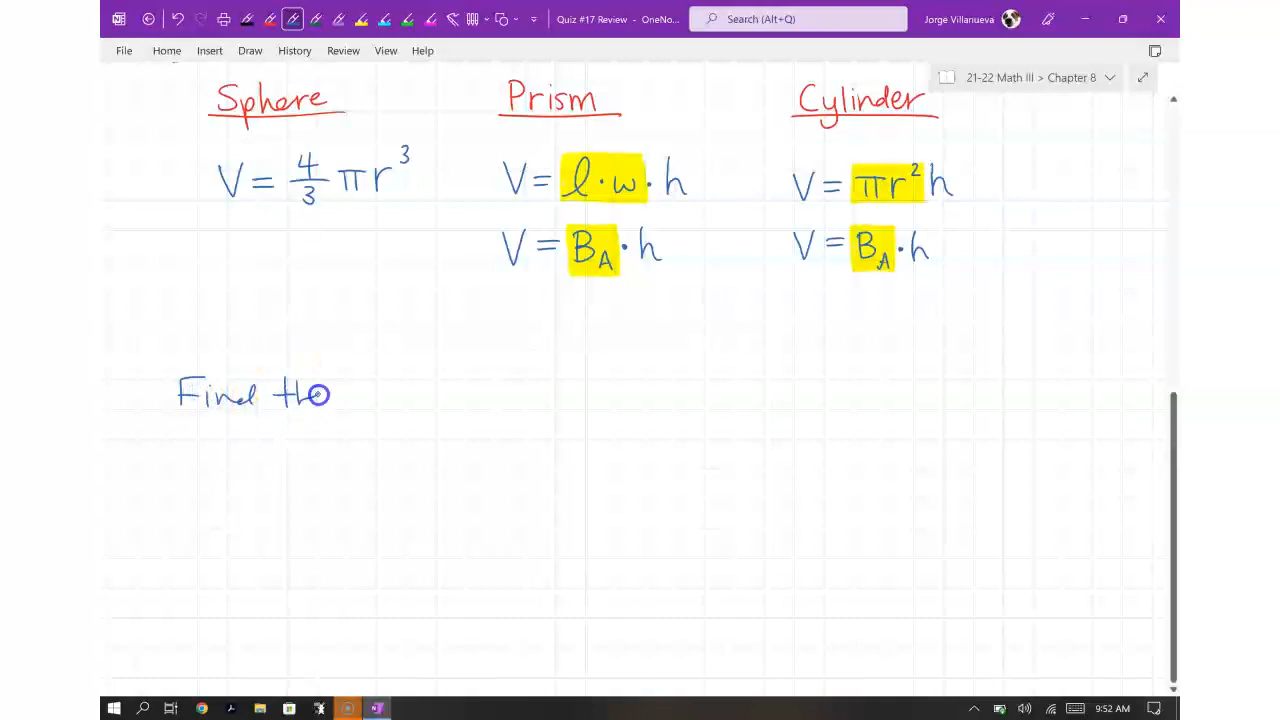 Quiz #17 Review - OneNo...
Search (Alt+Q)
Jorge Villanueva
File Home Insert Draw History Review View Help
21-22 Math III > Chapter 8
Sphere Prism Cylinder
V = 4/3 πr³ V = l · w · h V = πr²h
V = B_A · h V = B_A · h
Find the
9:52 AM